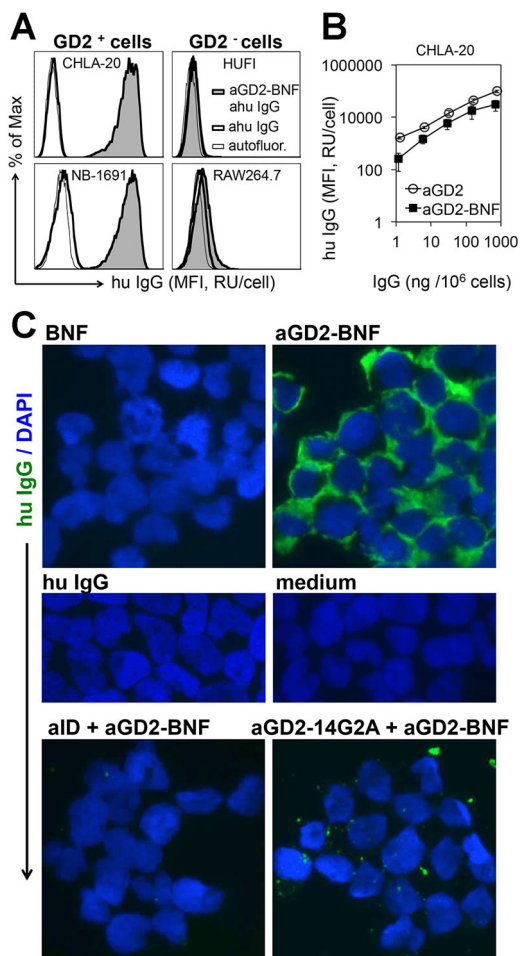 A
GD2 + cells
GD2 - cells
CHLA-20
HUFI
aGD2-BNF
ahu IgG
ahu IgG
autofluor.
NB-1691
RAW264.7
% of Max
hu IgG (MFI, RU/cell)
B
CHLA-20
1000000
10000
100
1
aGD2
aGD2-BNF
1 10 100 1000
hu IgG (MFI, RU/cell)
IgG (ng /10⁶ cells)
C
BNF
aGD2-BNF
hu IgG / DAPI
hu IgG
medium
aID + aGD2-BNF
aGD2-14G2A + aGD2-BNF